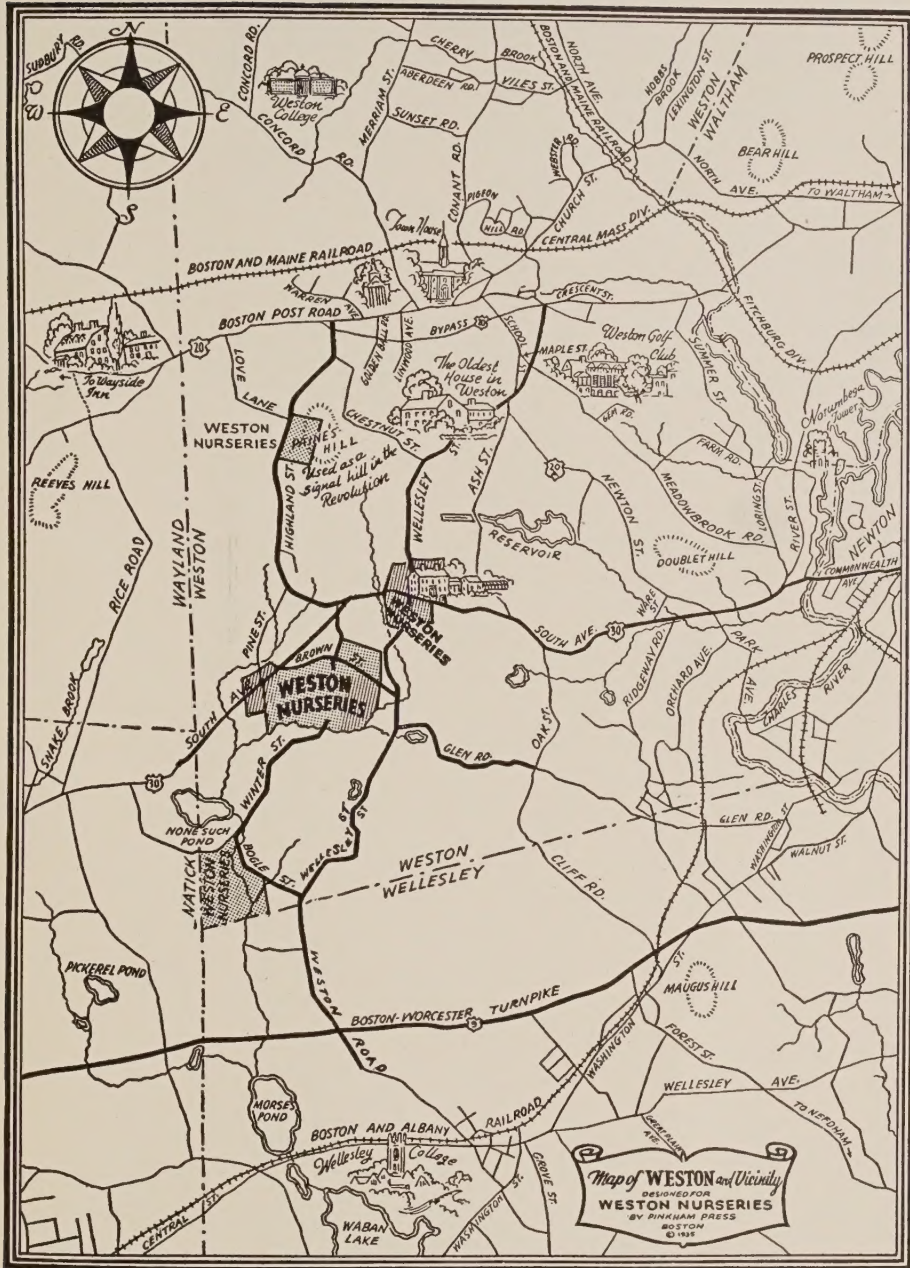 N
W
E
S
SUDBURY RD.
CONCORD RD.
Weston College
CONCORD RD.
MERRIAM ST.
CHERRY BROOK
ABERDEEN RD.
VILES ST.
SUNSET RD.
CONANT RD.
NORTH AVE.
BOSTON AND MAINE RAILROAD
HOBBS BROOK
LEXINGTON ST.
WESTON
WALTHAM
PROSPECT HILL
BEAR HILL
NORTH AVE.
TO WALTHAM
WEBSTER RD.
CHURCH ST.
PIGEON HILL RD.
Town House
CENTRAL MASS DIV.
BOSTON AND MAINE RAILROAD
WARREN AVE.
BOSTON POST ROAD
20
To Wayside Inn
LOVE LANE
GOLDEN BALL RD.
LINWOOD AVE.
BYPASS
20
SCHOOL ST.
CRESCENT ST.
MAPLE ST.
Weston Golf Club
SUMMER ST.
FITCHBURG DIV.
Norumbega Tower
The Oldest House in Weston
CHESTNUT ST.
GEM RD.
FARM RD.
WESTON NURSERIES
PAINES HILL
Used as a signal hill in the Revolution
HIGHLAND ST.
WELLESLEY ST.
ASH ST.
RESERVOIR
20
NEWTON ST.
MEADOWBROOK RD.
LORING ST.
RIVER ST.
DOUBLET HILL
NEWTON
COMMONWEALTH AVE.
REEVES HILL
RICE ROAD
WAYLAND
WESTON
PINE ST.
WESTON NURSERIES
SOUTH AVE.
30
WARE ST.
RIDGEWAY RD.
ORCHARD AVE.
PARK AVE.
CHARLES RIVER
BROWN ST.
WESTON
NURSERIES
SOUTH AVE.
SNAKE BROOK
30
WINTER ST.
OAK ST.
GLEN RD.
GLEN RD.
WASHINGTON ST.
WALNUT ST.
NONE SUCH POND
NATICK
WESTON NURSERIES
BOGLE ST.
WELLESLEY ST
ST
WESTON
WELLESLEY
CLIFF RD.
PICKEREL POND
WESTON ROAD
BOSTON-WORCESTER TURNPIKE
9
WASHINGTON ST.
MAUGUS HILL
FOREST ST.
WELLESLEY AVE.
TO NEEDHAM
MORSES POND
BOSTON AND ALBANY RAILROAD
Wellesley College
CENTRAL ST.
WABAN LAKE
WASHINGTON ST.
GROVE ST.
GREAT PLAIN AVE.
Map of WESTON and Vicinity
DESIGNED FOR
WESTON NURSERIES
BY PINKHAM PRESS
BOSTON
© 1935